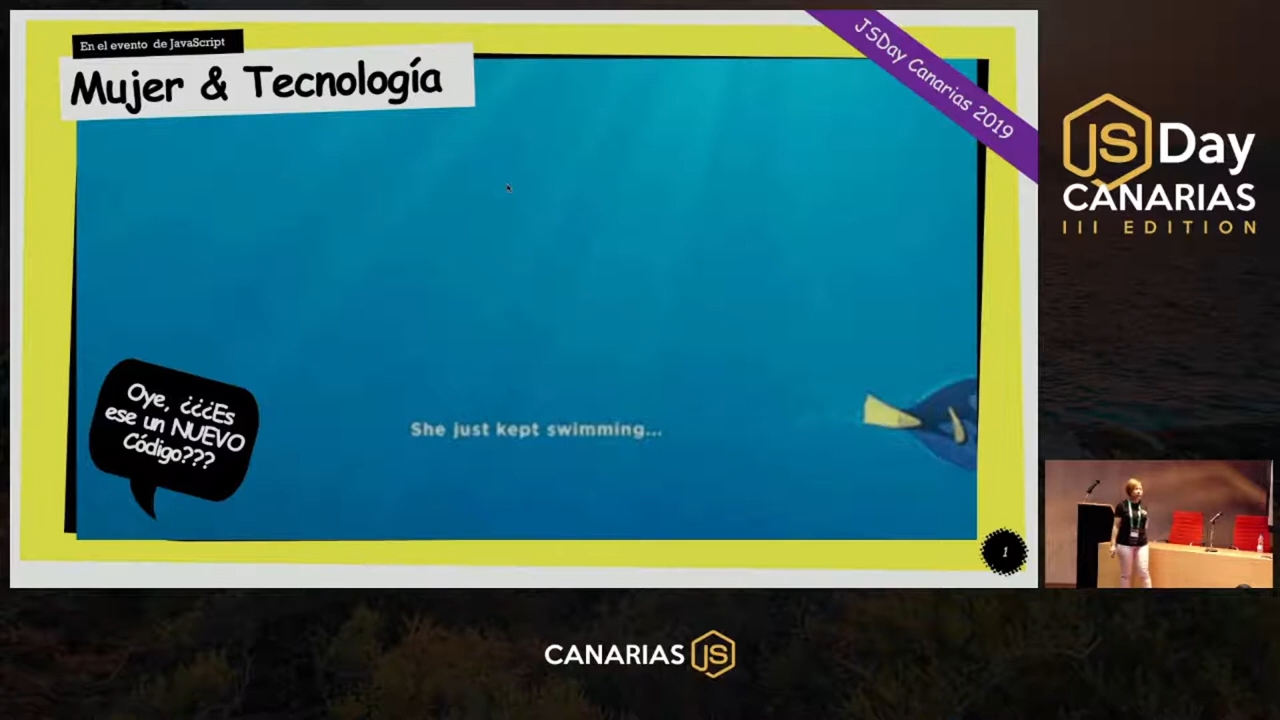 En el evento de JavaScript
Mujer & Tecnología
JSDay Canarias 2019
She just kept swimming...
Oye, ¿¿¿Es
ese un NUEVO
Código???
1
JS Day
CANARIAS
III EDITION
CANARIAS JS